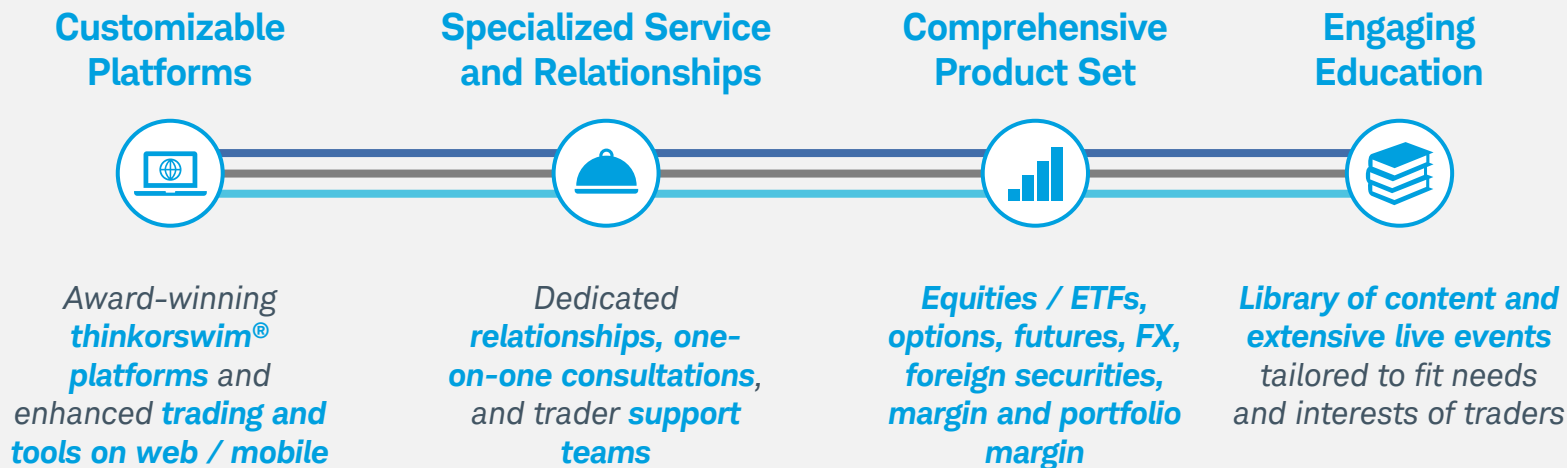 Customizable
Platforms
Specialized Service
and Relationships
Comprehensive
Product Set
Engaging
Education
Award-winning
thinkorswim®
platforms and
enhanced trading and
tools on web / mobile
Dedicated
relationships, one-
on-one consultations,
and trader support
teams
Equities / ETFs,
options, futures, FX,
foreign securities,
margin and portfolio
margin
Library of content and
extensive live events
tailored to fit needs
and interests of traders